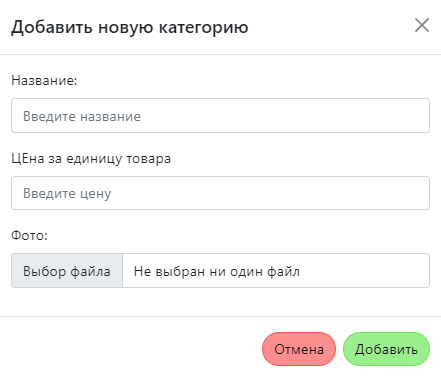 Добавить новую категорию
Название:
Введите название
ЦЕна за единицу товара
Введите цену
Фото:
Выбор файла Не выбран ни один файл
Отмена Добавить